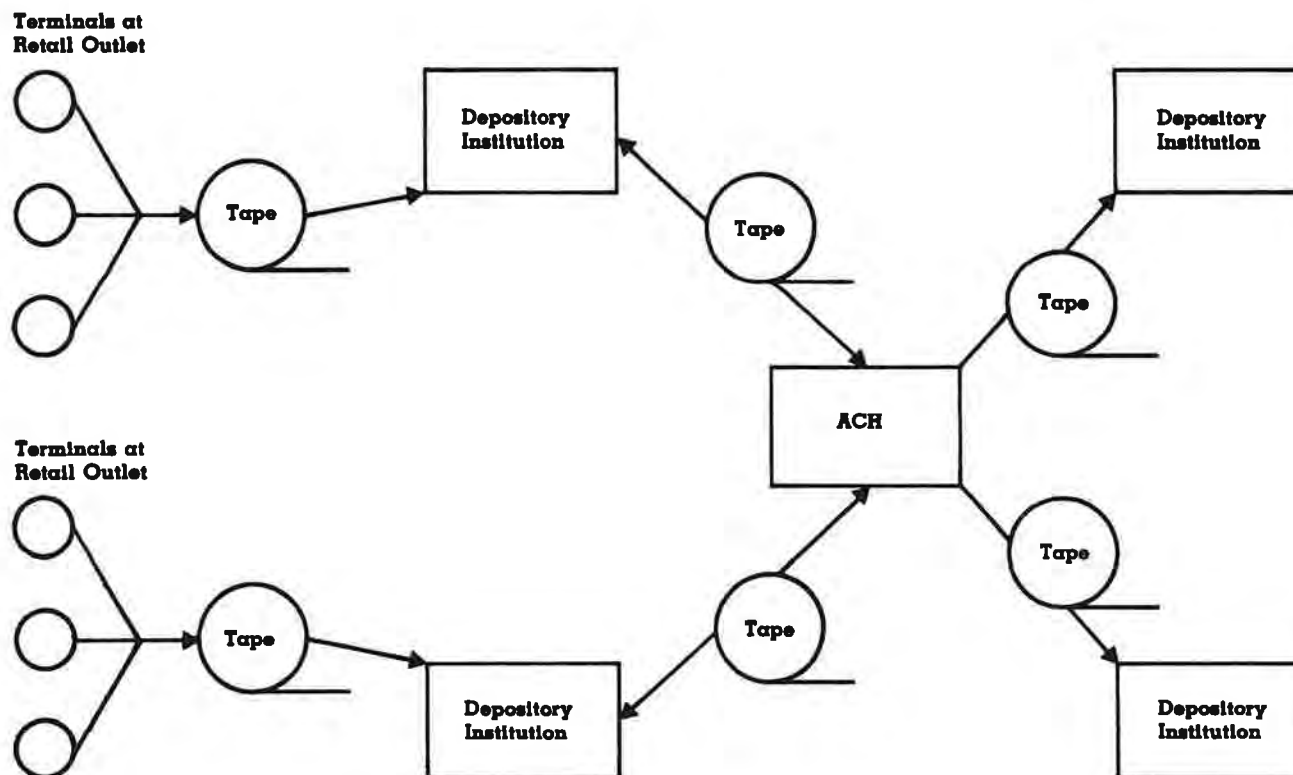 Terminals at
Retail Outlet
Depository
Institution
Depository
Institution
Tape
Tape
Tape
ACH
Terminals at
Retail Outlet
Tape
Tape
Tape
Depository
Institution
Depository
Institution